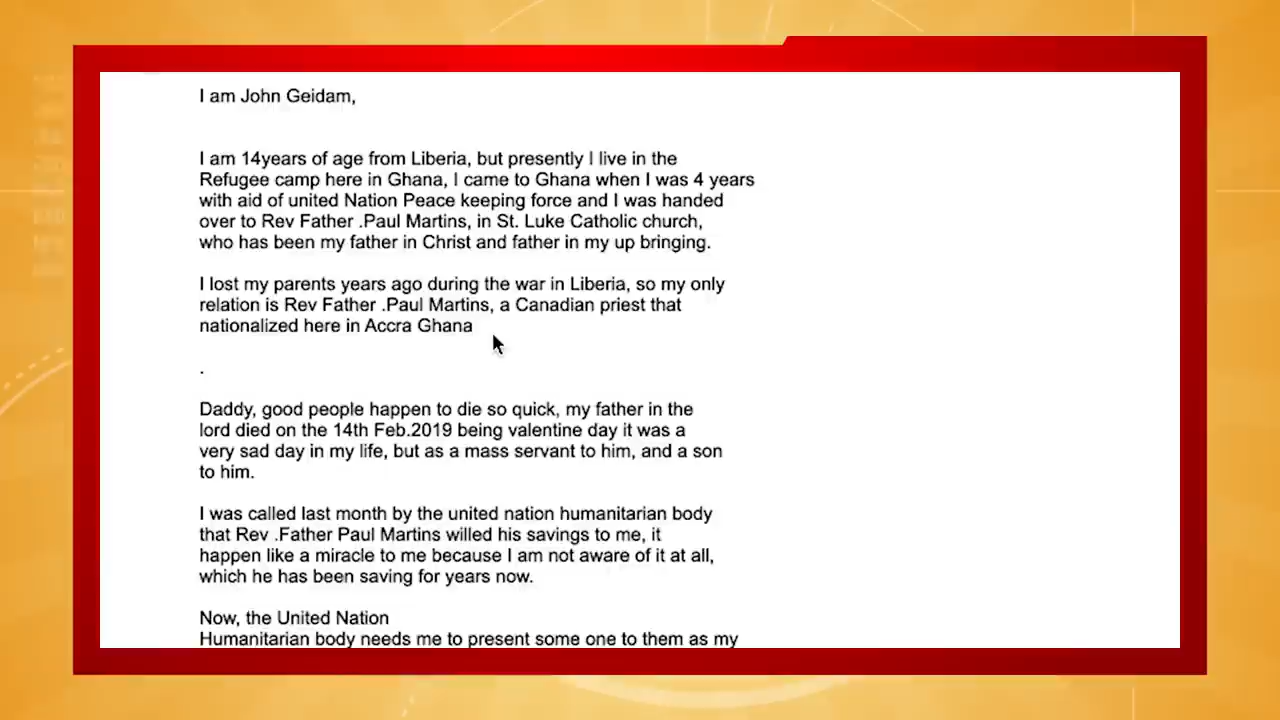 I am John Geidam,
I am 14years of age from Liberia, but presently I live in the
Refugee camp here in Ghana, I came to Ghana when I was 4 years
with aid of united Nation Peace keeping force and I was handed
over to Rev Father .Paul Martins, in St. Luke Catholic church,
who has been my father in Christ and father in my up bringing.
I lost my parents years ago during the war in Liberia, so my only
relation is Rev Father .Paul Martins, a Canadian priest that
nationalized here in Accra Ghana
.
Daddy, good people happen to die so quick, my father in the
lord died on the 14th Feb.2019 being valentine day it was a
very sad day in my life, but as a mass servant to him, and a son
to him.
I was called last month by the united nation humanitarian body
that Rev .Father Paul Martins willed his savings to me, it
happen like a miracle to me because I am not aware of it at all,
which he has been saving for years now.
Now, the United Nation
Humanitarian body needs me to present some one to them as my